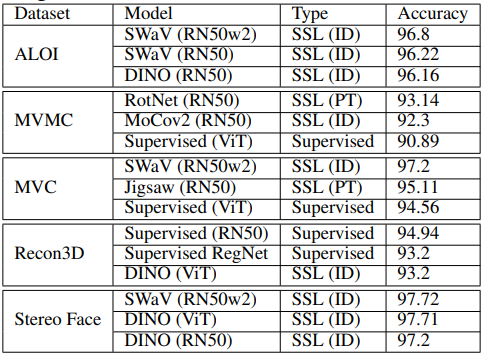 Dataset Model Type Accuracy
ALOI SWaV (RN50w2) SSL (ID) 96.8
SWaV (RN50) SSL (ID) 96.22
DINO (RN50) SSL (ID) 96.16
MVMC RotNet (RN50) SSL (PT) 93.14
MoCov2 (RN50) SSL (ID) 92.3
Supervised (ViT) Supervised 90.89
MVC SWaV (RN50w2) SSL (ID) 97.2
Jigsaw (RN50) SSL (PT) 95.11
Supervised (ViT) Supervised 94.56
Recon3D Supervised (RN50) Supervised 94.94
Supervised RegNet Supervised 93.2
DINO (ViT) SSL (ID) 93.2
Stereo Face SWaV (RN50w2) SSL (ID) 97.72
DINO (ViT) SSL (ID) 97.71
DINO (RN50) SSL (ID) 97.2